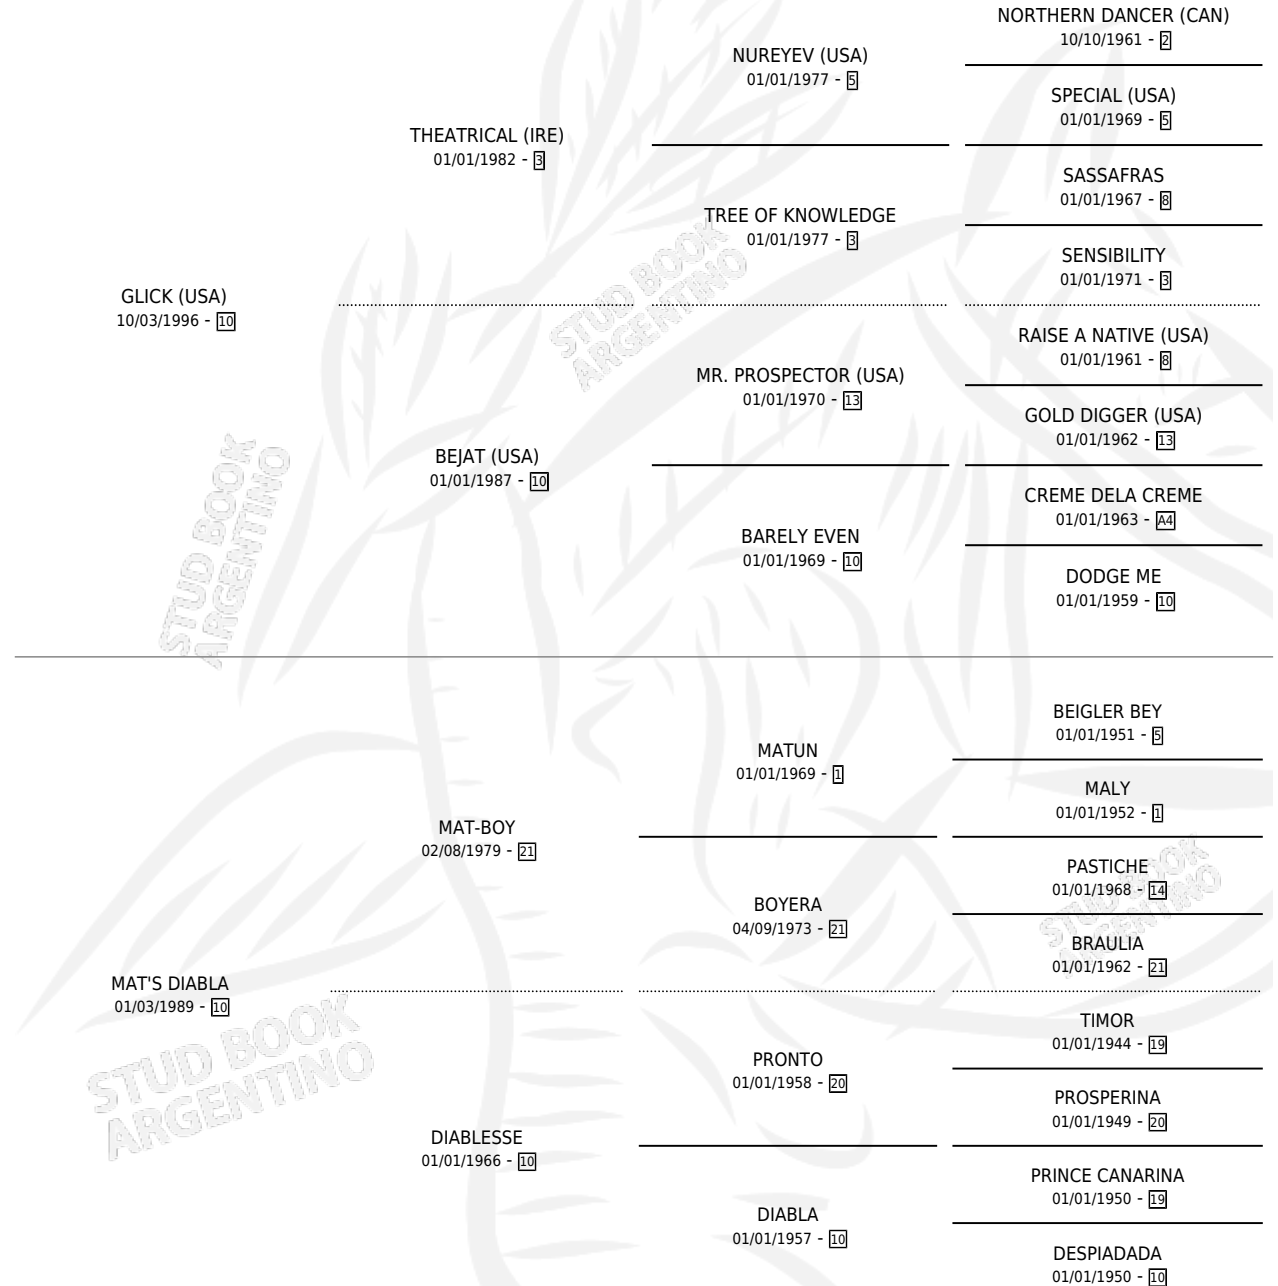 NORTHERN DANCER (CAN)
10/10/1961 - 2
NUREYEV (USA)
01/01/1977 - 5
SPECIAL (USA)
01/01/1969 - 5
THEATRICAL (IRE)
01/01/1982 - 3
SASSAFRAS
01/01/1967 - 8
TREE OF KNOWLEDGE
01/01/1977 - 3
SENSIBILITY
01/01/1971 - 3
GLICK (USA)
10/03/1996 - 10
STUD BOOK
ARGENTINO
RAISE A NATIVE (USA)
01/01/1961 - 8
MR. PROSPECTOR (USA)
01/01/1970 - 13
GOLD DIGGER (USA)
01/01/1962 - 13
BEJAT (USA)
01/01/1987 - 10
CREME DELA CREME
01/01/1963 - A4
BARELY EVEN
01/01/1969 - 10
DODGE ME
01/01/1959 - 10
STUD BOOK
ARGENTINO
BEIGLER BEY
01/01/1951 - 5
MATUN
01/01/1969 - 1
MALY
01/01/1952 - 1
MAT-BOY
02/08/1979 - 21
PASTICHE
01/01/1968 - 14
BOYERA
04/09/1973 - 21
STUD BOOK
ARGENTINO
BRAULIA
01/01/1962 - 21
MAT'S DIABLA
01/03/1989 - 10
TIMOR
01/01/1944 - 19
PRONTO
01/01/1958 - 20
PROSPERINA
01/01/1949 - 20
STUD BOOK
ARGENTINO
DIABLESSE
01/01/1966 - 10
PRINCE CANARINA
01/01/1950 - 19
DIABLA
01/01/1957 - 10
DESPIADADA
01/01/1950 - 10